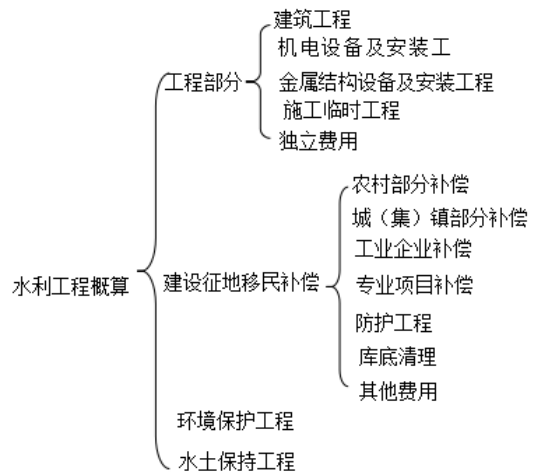 建筑工程
机电设备及安装工
工程部分
金属结构设备及安装工程
施工临时工程
独立费用
农村部分补偿
城（集）镇部分补偿
工业企业补偿
水利工程概算
建设征地移民补偿
专业项目补偿
防护工程
库底清理
其他费用
环境保护工程
水土保持工程